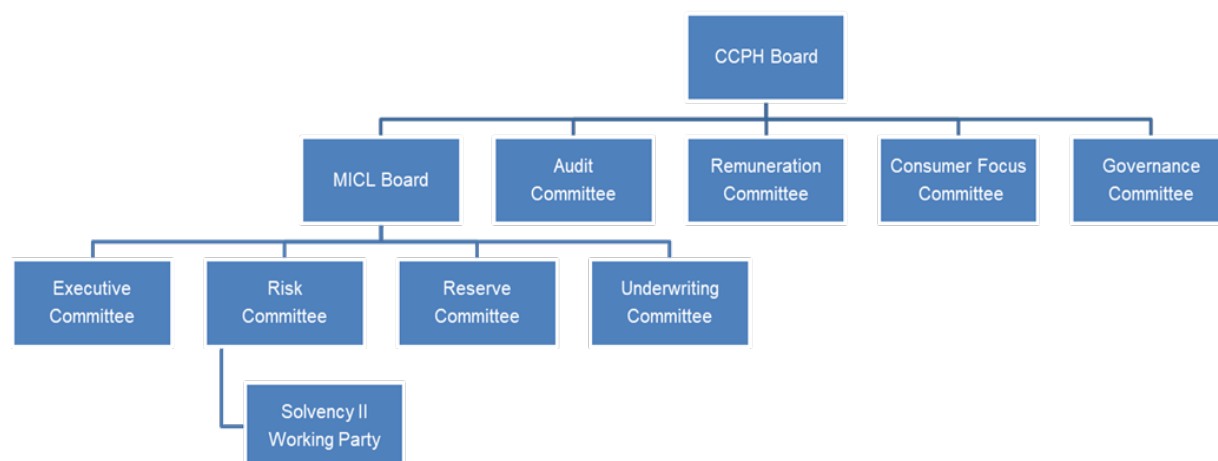 CCPH Board
MICL Board
Audit
Committee
Remuneration
Committee
Consumer Focus
Committee
Governance
Committee
Executive
Committee
Risk
Committee
Reserve
Committee
Underwriting
Committee
Solvency II
Working Party